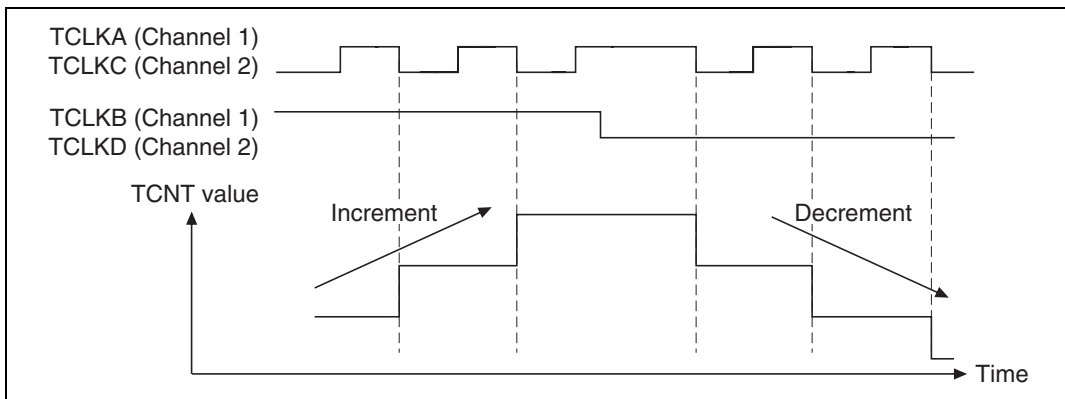 TCLKA (Channel 1)
TCLKC (Channel 2)
TCLKB (Channel 1)
TCLKD (Channel 2)
TCNT value
Increment
Decrement
Time